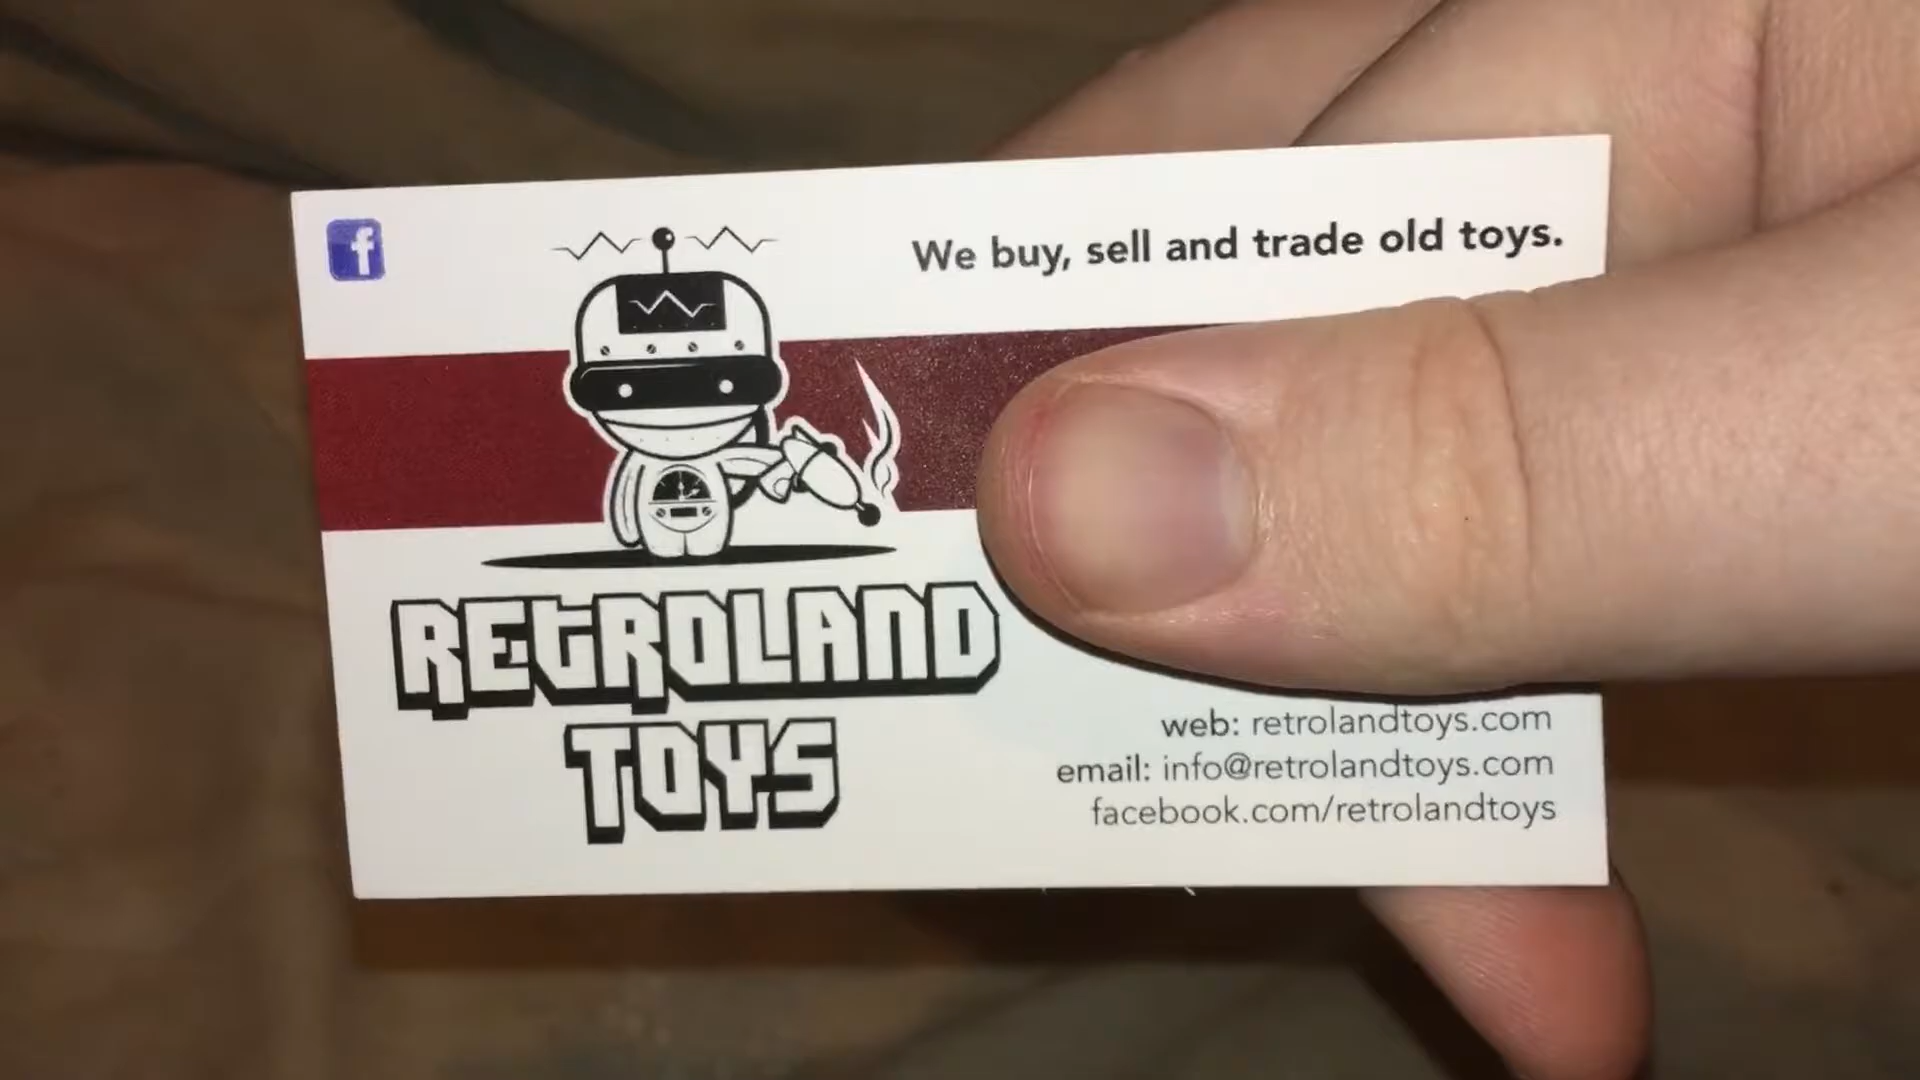 f
We buy, sell and trade old toys.
RETROLAND
TOYS
web: retrolandtoys.com
email: info@retrolandtoys.com
facebook.com/retrolandtoys